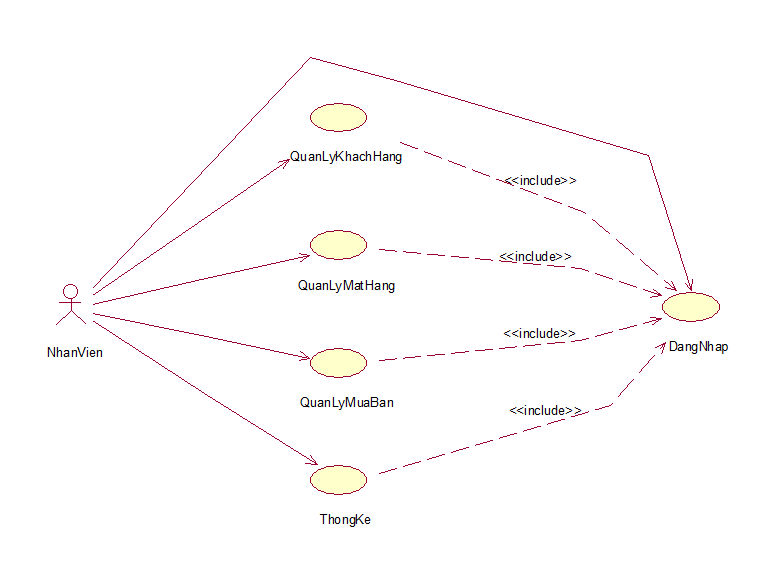 QuanLyKhachHang
<<include>>
<<include>>
QuanLyMatHang
<<include>>
NhanVien
DangNhap
QuanLyMuaBan
<<include>>
ThongKe